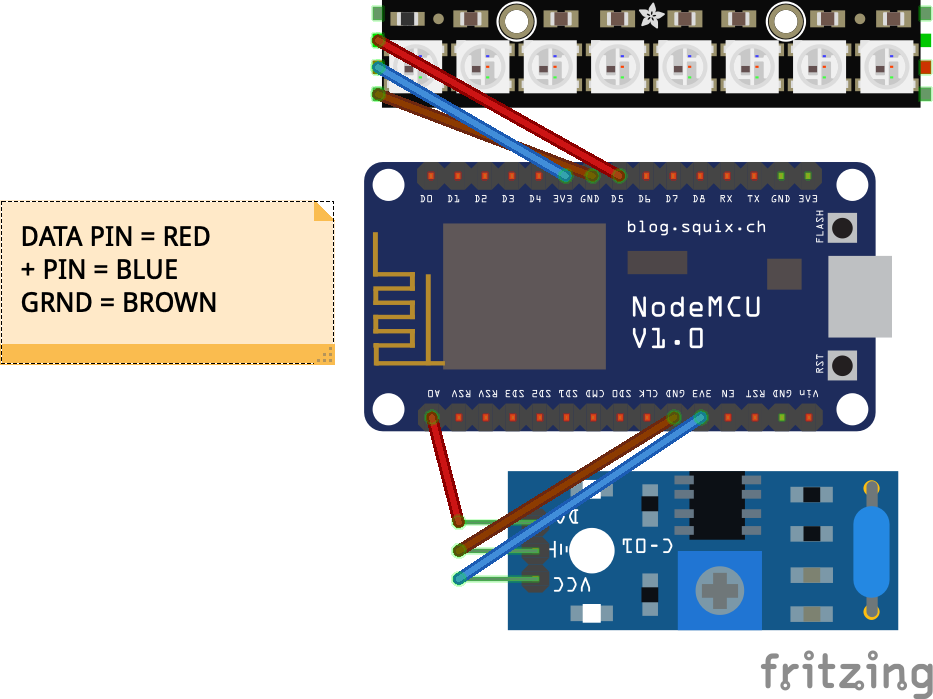 D0 D1 D2 D3 D4 3V3 GND D5 D6 D7 D8 RX TX GND 3V3
FLASH
blog.squix.ch
DATA PIN = RED
+ PIN = BLUE
GRND = BROWN
NodeMCU
V1.0
RST
A0 RSV RSV SD3 SD2 SD1 CMD SD0 CLK GND 3V3 EN RST GND Vin
C-01
VCC
fritzing